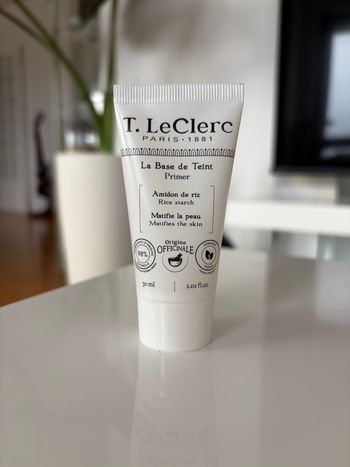 T. LeClerc
PARIS · 1881
La Base de Teint
Primer
Amidon de riz
Rice starch
Matifie la peau
Matifies the skin
Origine
OFFICINALE
98%
30 ml
1.01 fl.oz.